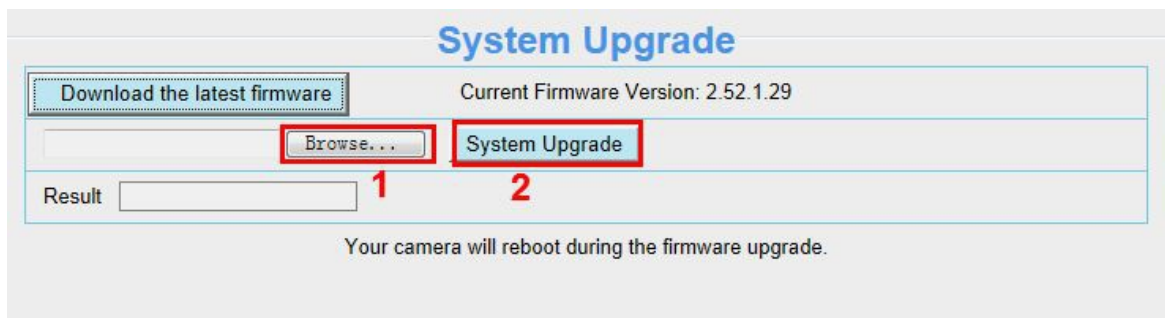 System Upgrade
Download the latest firmware
Current Firmware Version: 2.52.1.29
Browse...
System Upgrade
1
2
Result
Your camera will reboot during the firmware upgrade.